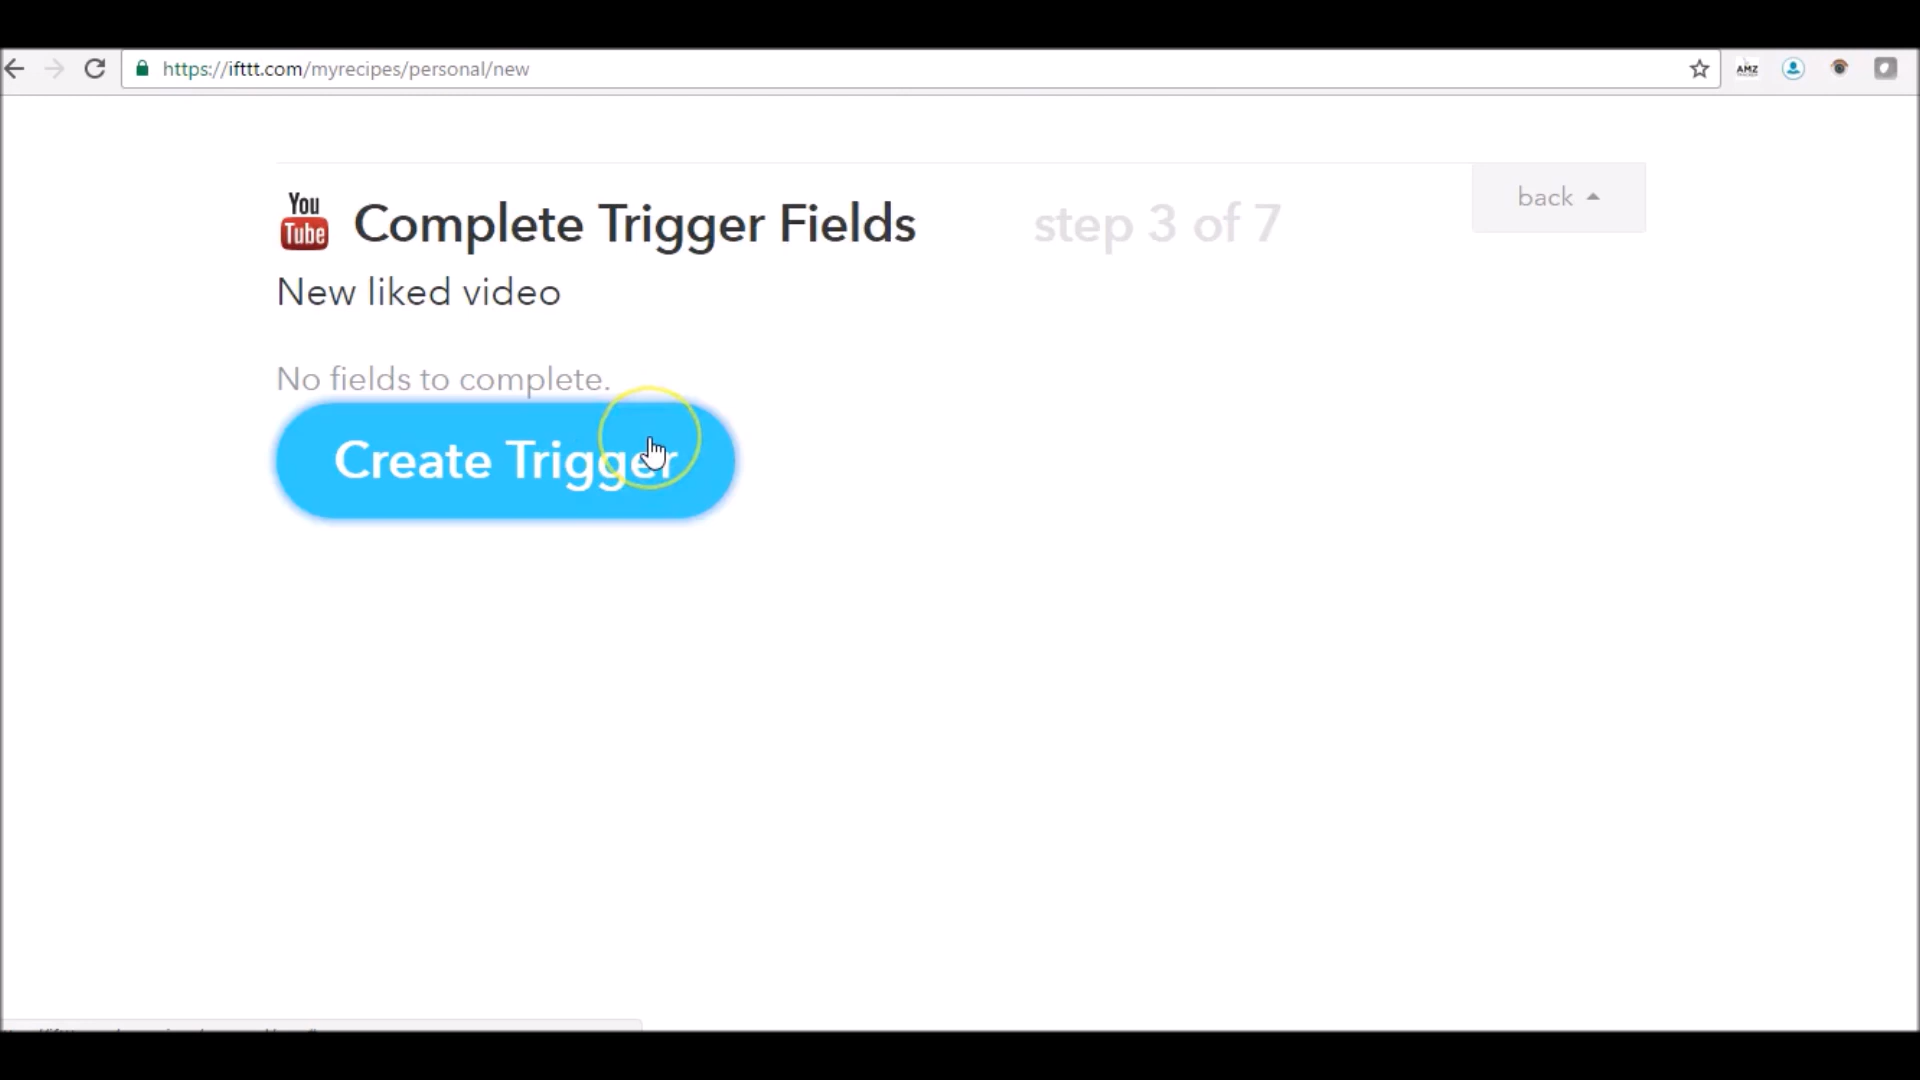 https://ifttt.com/myrecipes/personal/new
AMZ
You
Tube
Complete Trigger Fields
step 3 of 7
back
New liked video
No fields to complete.
Create Trigger